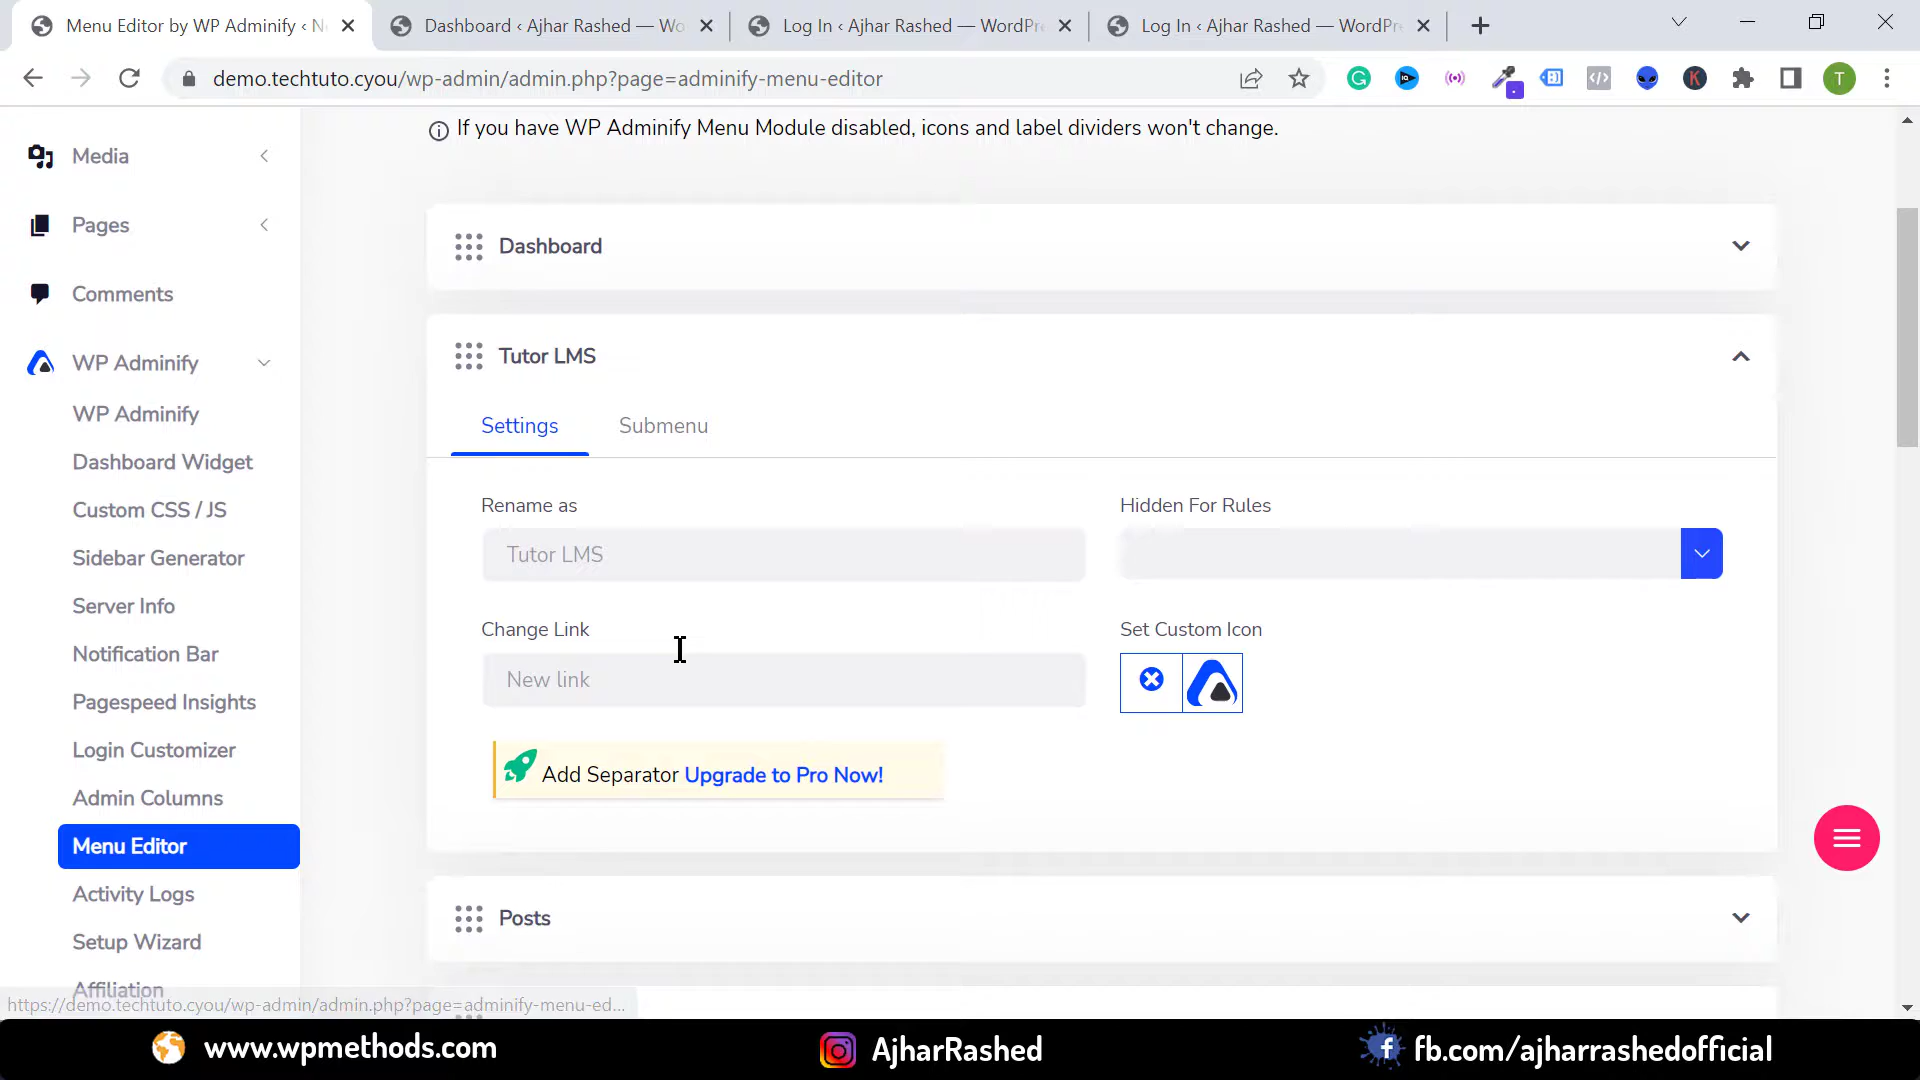 Menu Editor by WP Adminify ‹ N
Dashboard ‹ Ajhar Rashed — Wo
Log In ‹ Ajhar Rashed — WordPre
Log In ‹ Ajhar Rashed — WordPr
demo.techtuto.cyou/wp-admin/admin.php?page=adminify-menu-editor
T
If you have WP Adminify Menu Module disabled, icons and label dividers won't change.
Media
Pages
Comments
WP Adminify
WP Adminify
Dashboard Widget
Custom CSS / JS
Sidebar Generator
Server Info
Notification Bar
Pagespeed Insights
Login Customizer
Admin Columns
Menu Editor
Activity Logs
Setup Wizard
Affiliation
Dashboard
Tutor LMS
Settings
Submenu
Rename as
Tutor LMS
Hidden For Rules
Change Link
New link
Set Custom Icon
Add Separator Upgrade to Pro Now!
Posts
https://demo.techtuto.cyou/wp-admin/admin.php?page=adminify-menu-ed...
www.wpmethods.com
AjharRashed
fb.com/ajharrashedofficial